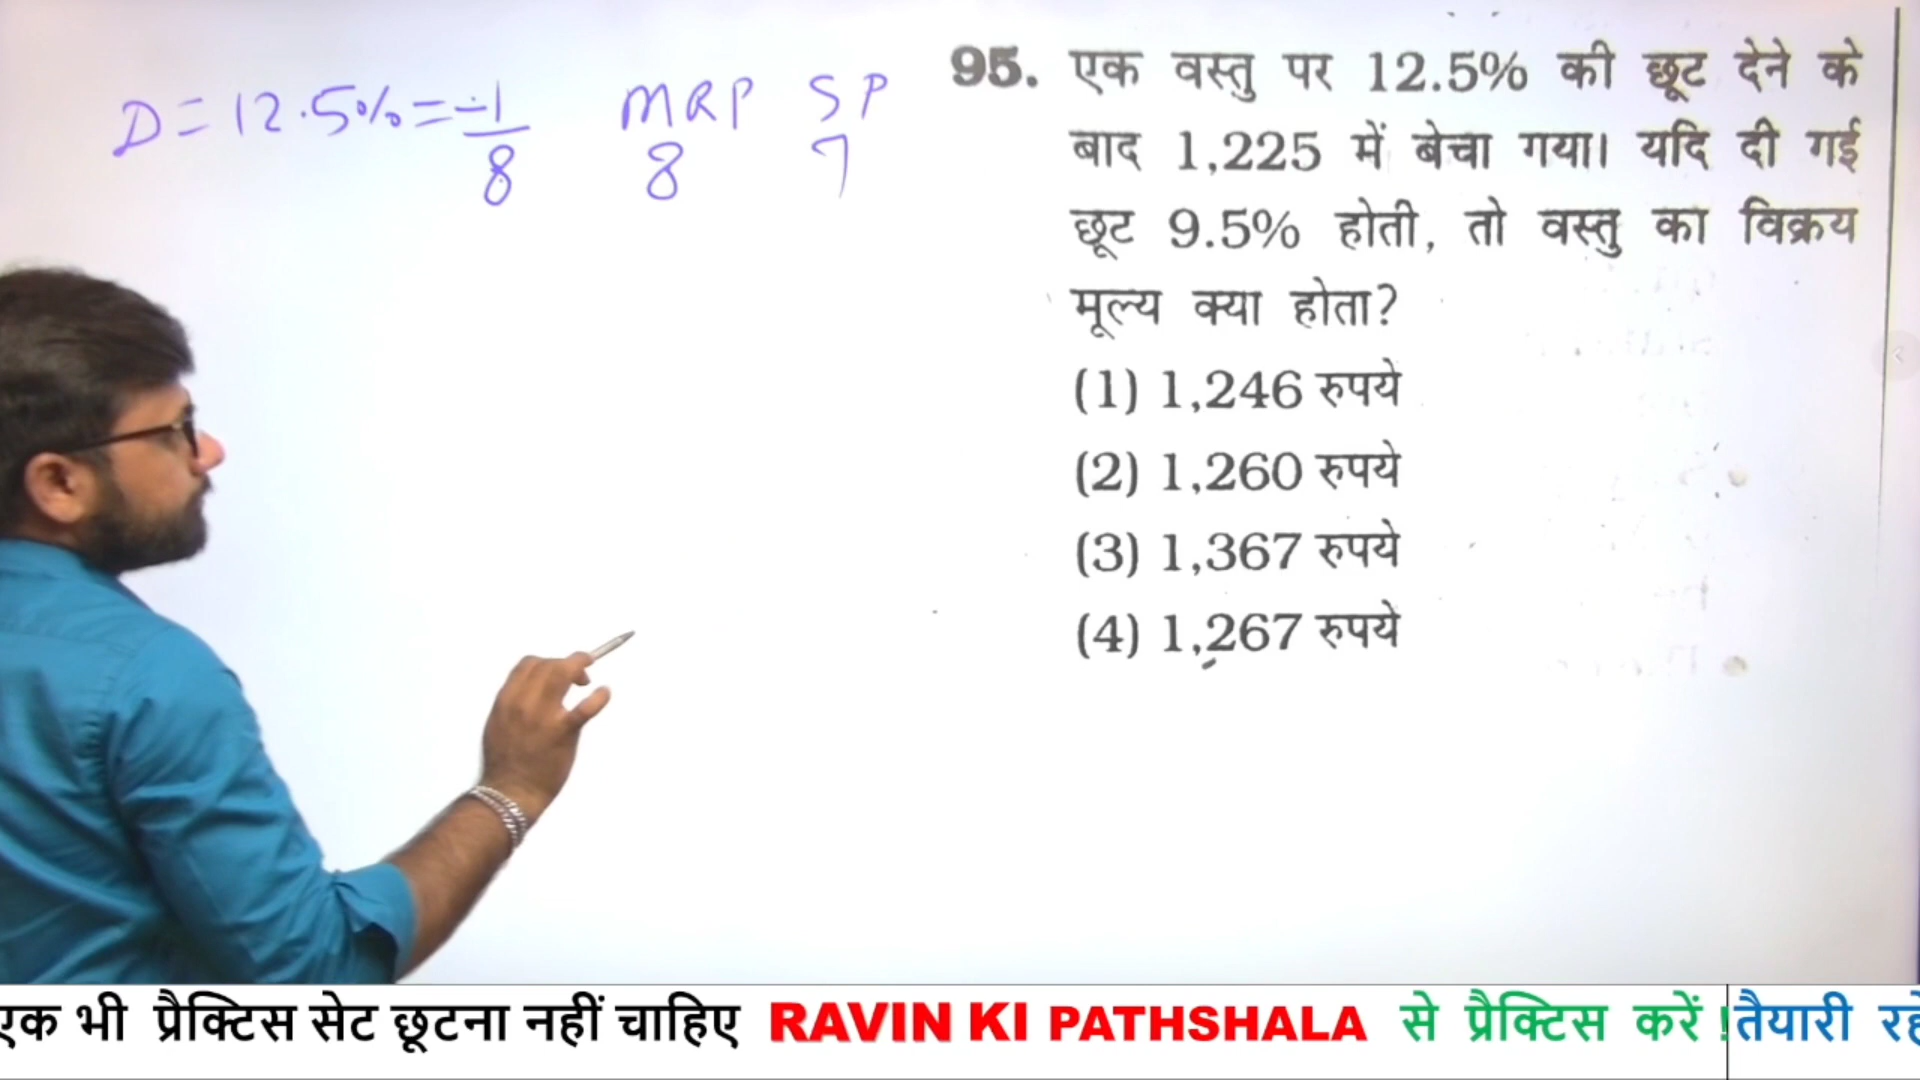 D = 12.5% = -1/8 MRP SP
8 7
95. एक वस्तु पर 12.5% की छूट देने के
बाद 1,225 में बेचा गया। यदि दी गई
छूट 9.5% होती, तो वस्तु का विक्रय
मूल्य क्या होता?
(1) 1,246 रुपये
(2) 1,260 रुपये
(3) 1,367 रुपये
(4) 1,267 रुपये
एक भी प्रैक्टिस सेट छूटना नहीं चाहिए RAVIN KI PATHSHALA से प्रैक्टिस करें ! तैयारी